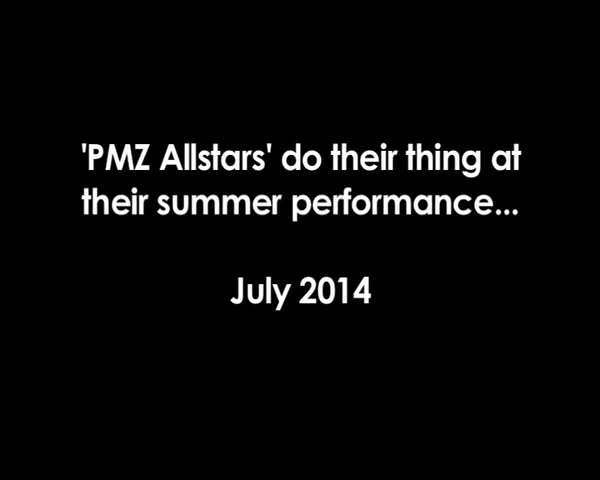 'PMZ Allstars' do their thing at
their summer performance...
July 2014